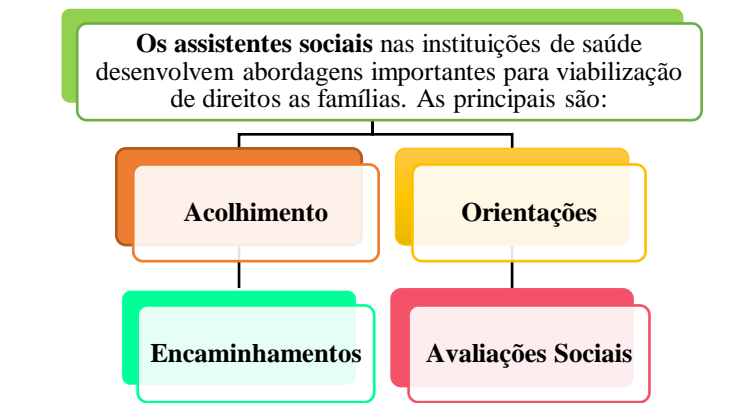 Os assistentes sociais nas instituições de saúde
desenvolvem abordagens importantes para viabilização
de direitos as famílias. As principais são:
Acolhimento
Orientações
Encaminhamentos
Avaliações Sociais